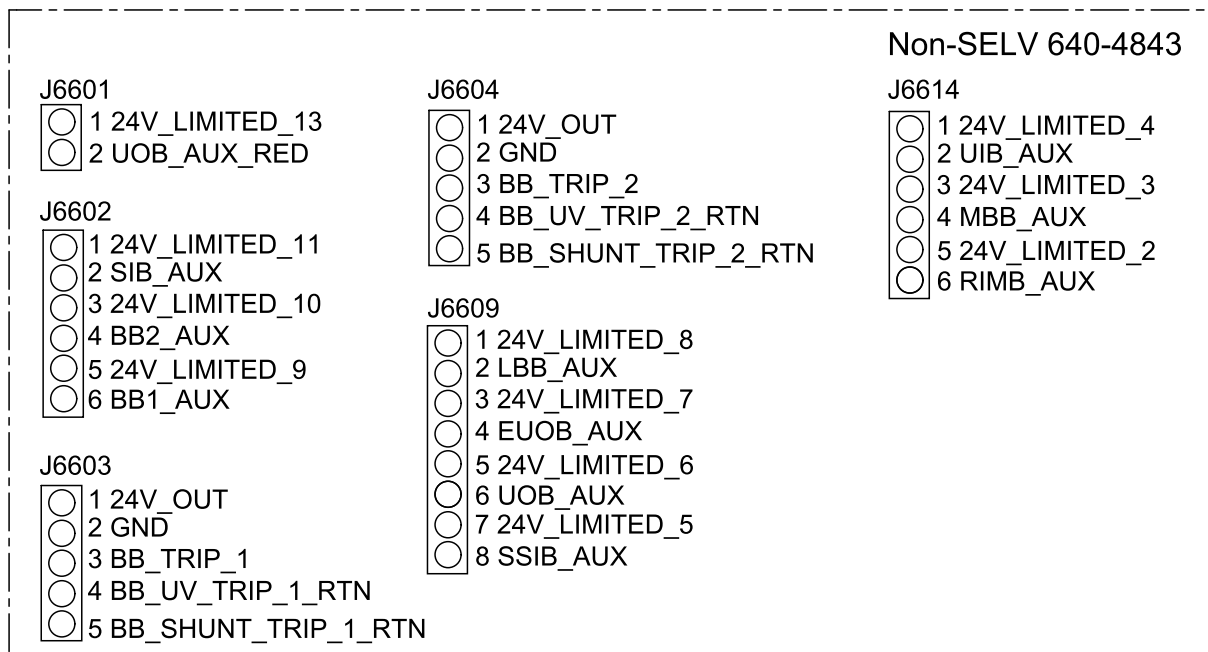 Non-SELV 640-4843
J6601
1 24V_LIMITED_13
2 UOB_AUX_RED
J6602
1 24V_LIMITED_11
2 SIB_AUX
3 24V_LIMITED_10
4 BB2_AUX
5 24V_LIMITED_9
6 BB1_AUX
J6603
1 24V_OUT
2 GND
3 BB_TRIP_1
4 BB_UV_TRIP_1_RTN
5 BB_SHUNT_TRIP_1_RTN
J6604
1 24V_OUT
2 GND
3 BB_TRIP_2
4 BB_UV_TRIP_2_RTN
5 BB_SHUNT_TRIP_2_RTN
J6609
1 24V_LIMITED_8
2 LBB_AUX
3 24V_LIMITED_7
4 EUOB_AUX
5 24V_LIMITED_6
6 UOB_AUX
7 24V_LIMITED_5
8 SSIB_AUX
J6614
1 24V_LIMITED_4
2 UIB_AUX
3 24V_LIMITED_3
4 MBB_AUX
5 24V_LIMITED_2
6 RIMB_AUX